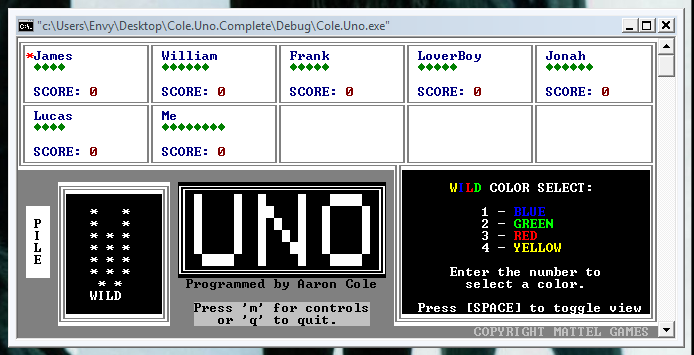 "c:\Users\Envy\Desktop\Cole.Uno.Complete\Debug\Cole.Uno.exe"
*James William Frank LoverBoy Jonah
SCORE: 0 SCORE: 0 SCORE: 0 SCORE: 0 SCORE: 0
Lucas Me
SCORE: 0 SCORE: 0
PILE
WILD
UNO
Programmed by Aaron Cole
Press 'm' for controls
or 'q' to quit.
WILD COLOR SELECT:
1 - BLUE
2 - GREEN
3 - RED
4 - YELLOW
Enter the number to
select a color.
Press [SPACE] to toggle view
COPYRIGHT MATTEL GAMES